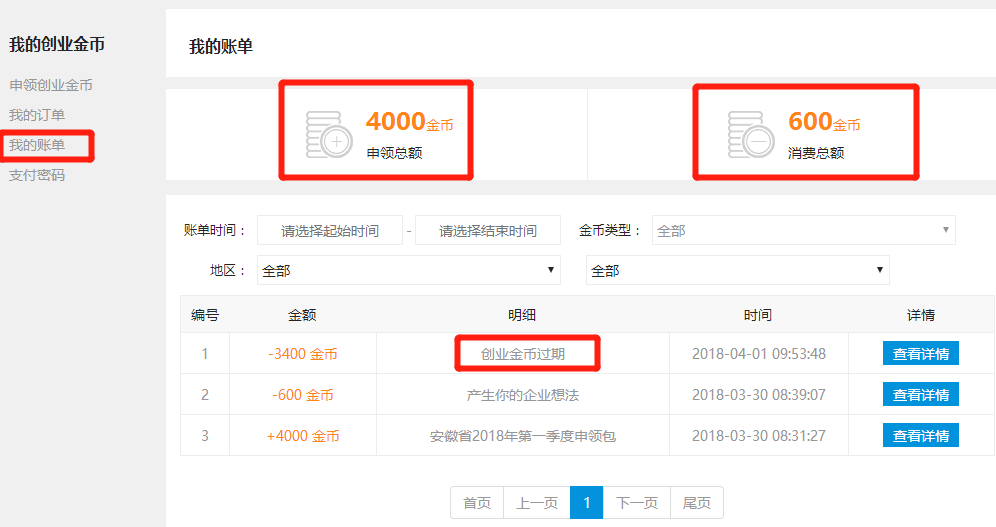 我的创业金币
申领创业金币
我的订单
我的账单
支付密码
我的账单
4000金币
申领总额
600金币
消费总额
账单时间： 请选择起始时间 - 请选择结束时间 金币类型： 全部
地区： 全部 全部
编号 金额 明细 时间 详情
1 -3400 金币 创业金币过期 2018-04-01 09:53:48 查看详情
2 -600 金币 产生你的企业想法 2018-03-30 08:39:07 查看详情
3 +4000 金币 安徽省2018年第一季度申领包 2018-03-30 08:31:27 查看详情
首页 上一页 1 下一页 尾页